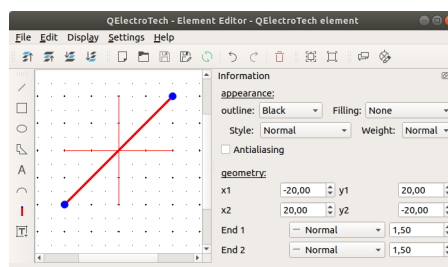 QElectroTech - Element Editor - QElectroTech element
File Edit Display Settings Help
Information
appearance:
outline: Black Filling: None
Style: Normal Weight: Normal
Antialiasing
geometry:
x1 -20,00 y1 20,00
x2 20,00 y2 -20,00
End 1 Normal 1,50
End 2 Normal 1,50
A
T